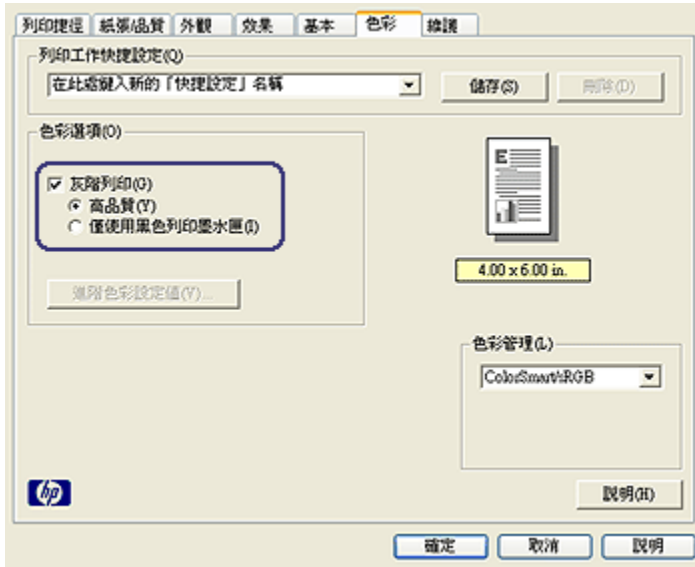 列印捷徑 紙張/品質 外觀 效果 基本 色彩 維護
列印工作快捷設定(Q)
在此處鍵入新的「快捷設定」名稱 儲存(S) 刪除(D)
色彩選項(O)
灰階列印(G)
高品質(Y)
僅使用黑色列印墨水匣(I)
E
4.00 x 6.00 in.
進階色彩設定值(V)...
色彩管理(L)
ColorSmart/sRGB
hp
說明(H)
確定 取消 說明